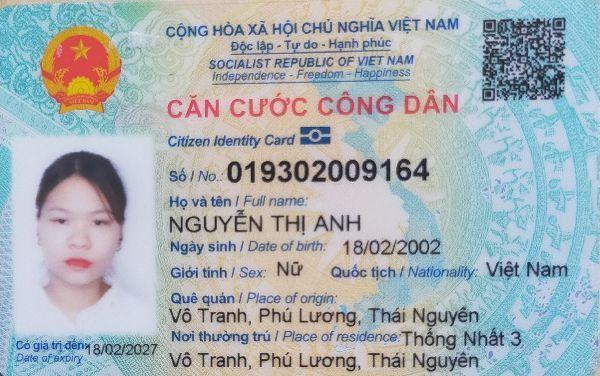 CỘNG HÒA XÃ HỘI CHỦ NGHĨA VIỆT NAM
Độc lập - Tự do - Hạnh phúc
SOCIALIST REPUBLIC OF VIET NAM
Independence - Freedom - Happiness
CĂN CƯỚC CÔNG DÂN
Citizen Identity Card
Số / No.: 019302009164
Họ và tên / Full name:
NGUYỄN THỊ ANH
Ngày sinh / Date of birth: 18/02/2002
Giới tính / Sex: Nữ Quốc tịch / Nationality: Việt Nam
Quê quán / Place of origin:
Vô Tranh, Phú Lương, Thái Nguyên
Nơi thường trú / Place of residence: Thống Nhất 3
Vô Tranh, Phú Lương, Thái Nguyên
Có giá trị đến: 18/02/2027
Date of expiry